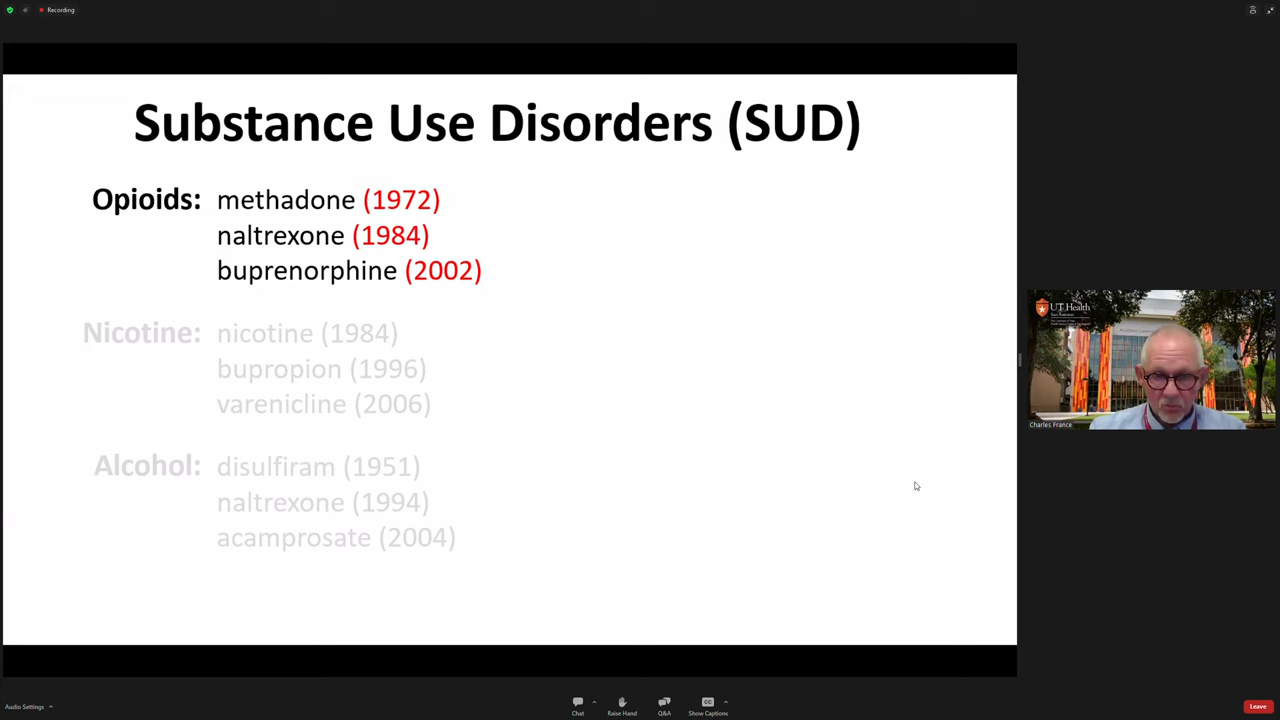 Recording
Substance Use Disorders (SUD)
Opioids: methadone (1972)
naltrexone (1984)
buprenorphine (2002)
Nicotine: nicotine (1984)
bupropion (1996)
varenicline (2006)
Alcohol: disulfiram (1951)
naltrexone (1994)
acamprosate (2004)
UT Health
Charles France
Audio Settings
Chat
Raise Hand
Q&A
CC
Show Captions
Leave